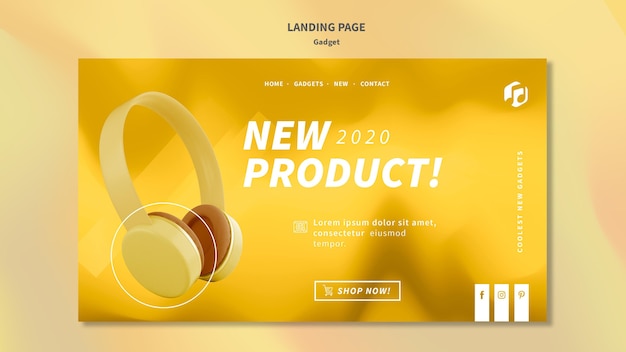 LANDING PAGE
Gadget
HOME • GADGETS • NEW • CONTACT
NEW 2020
PRODUCT!
Lorem ipsum dolor sit amet,
consectetur eiusmod
tempor.
SHOP NOW!
COOLEST NEW GADGETS